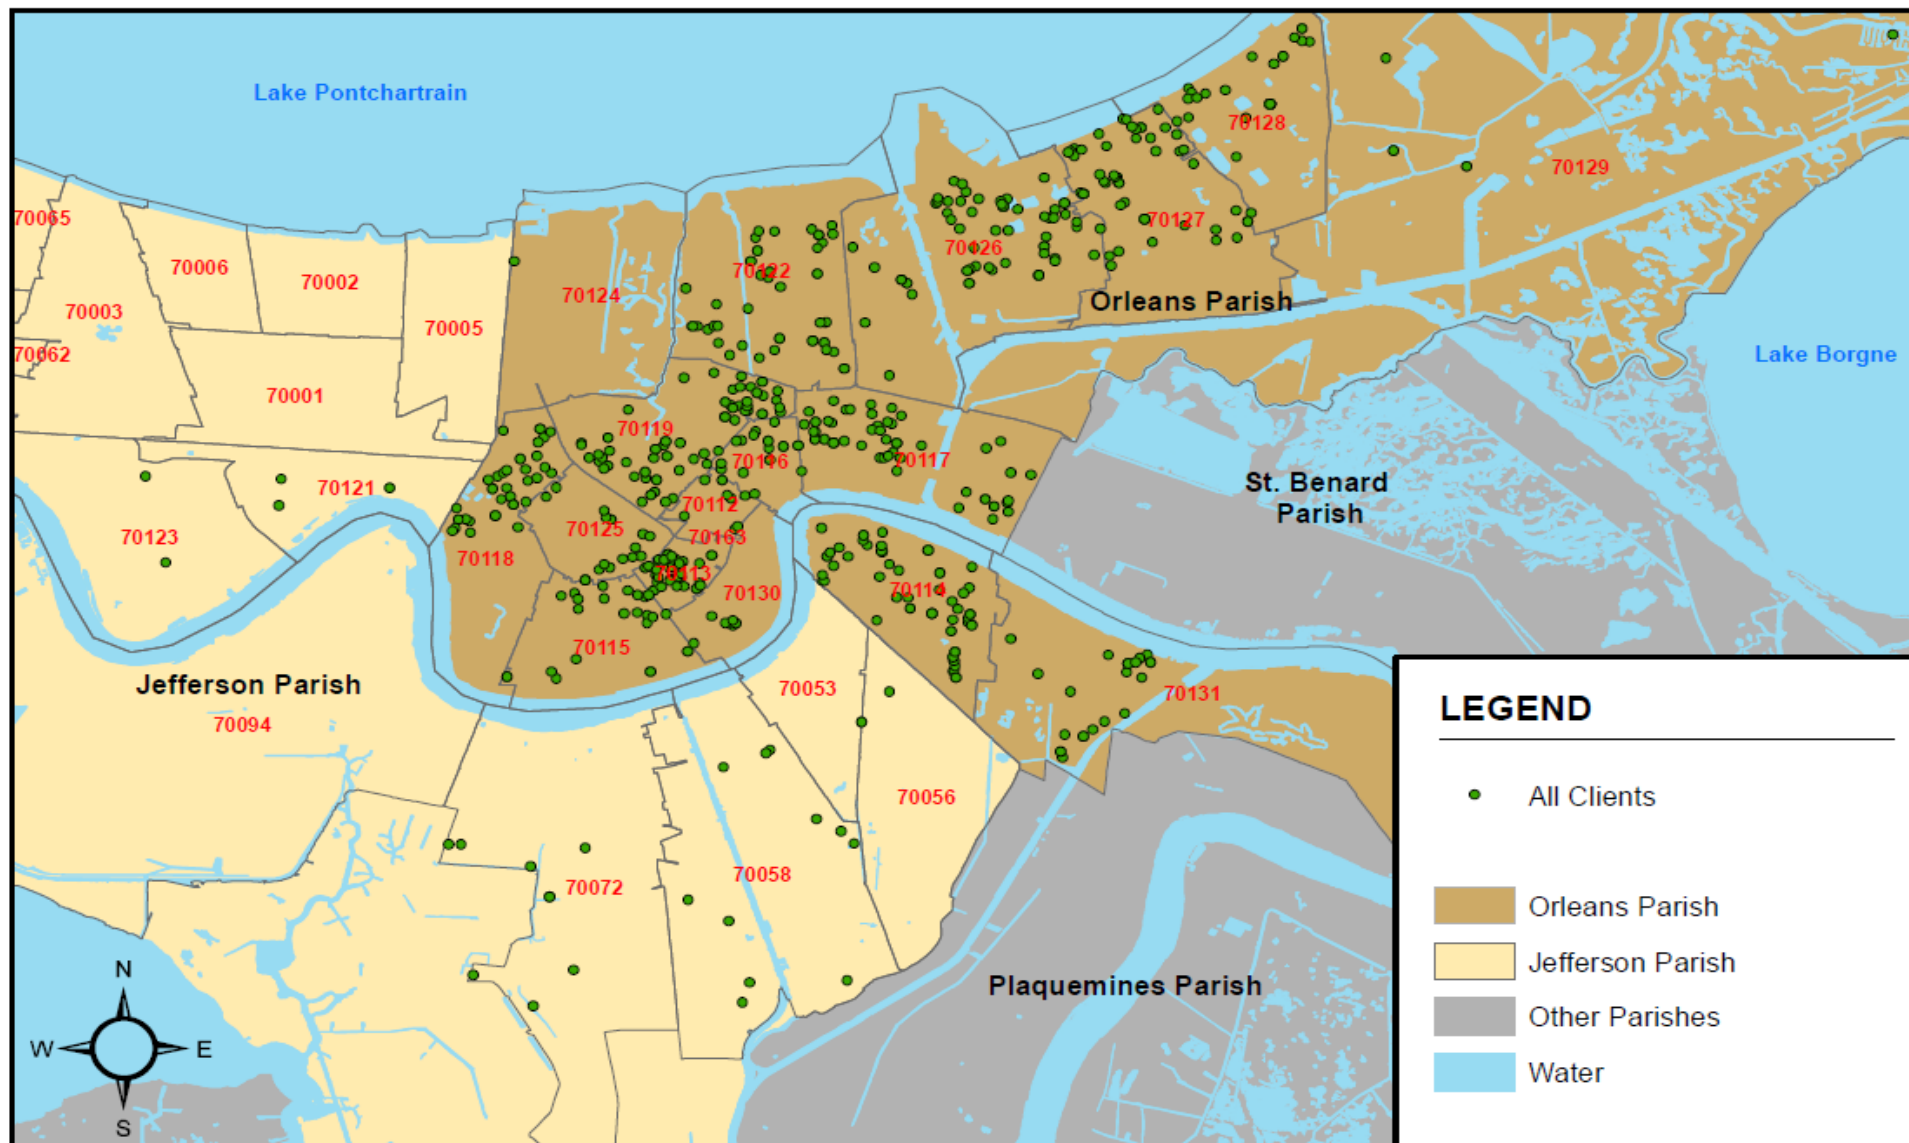 Lake Pontchartrain
70128
70129
70065
70127
70126
70006
70002
70122
70124
Orleans Parish
70003
70005
70062
Lake Borgne
70001
70119
70116
70117
St. Benard
Parish
70121
70112
70125
70163
70123
70118
70113
70130
70114
70115
Jefferson Parish
70053
70131
70094
70056
70058
70072
Plaquemines Parish
N
W
E
S
LEGEND
All Clients
Orleans Parish
Jefferson Parish
Other Parishes
Water